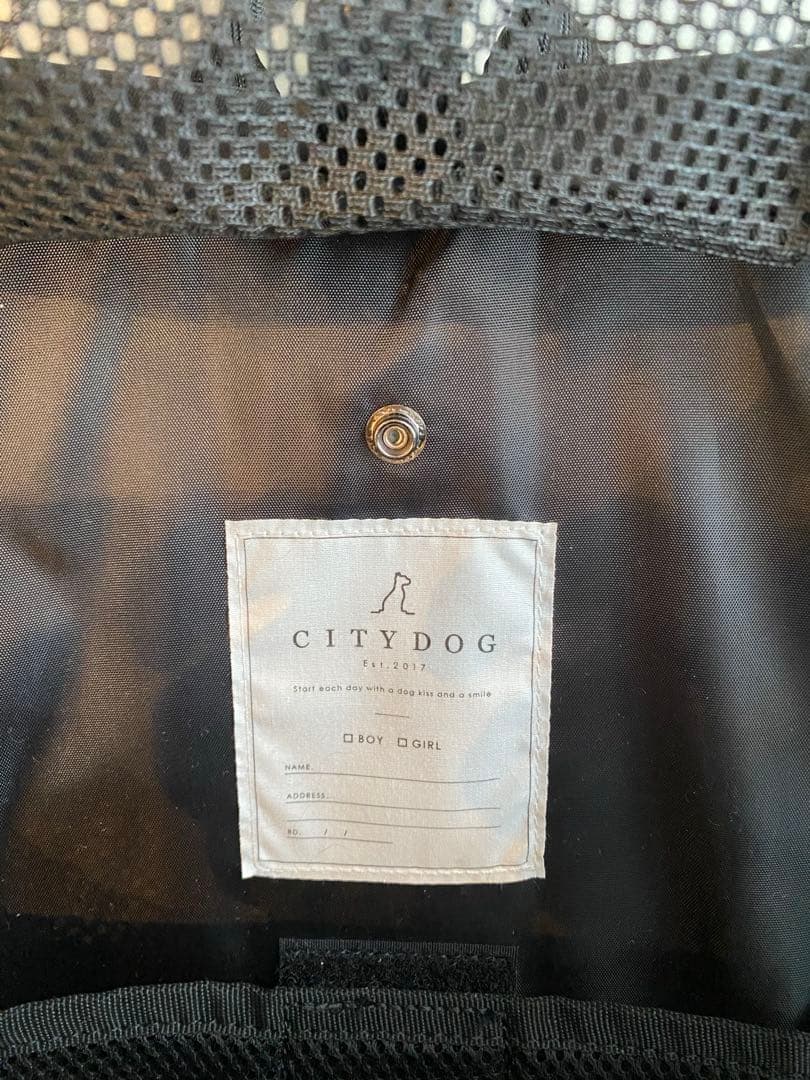 CITYDOG
Est. 2017
Start each day with a dog kiss and a smile
☐ BOY ☐ GIRL
NAME.
ADDRESS.
BD. / /